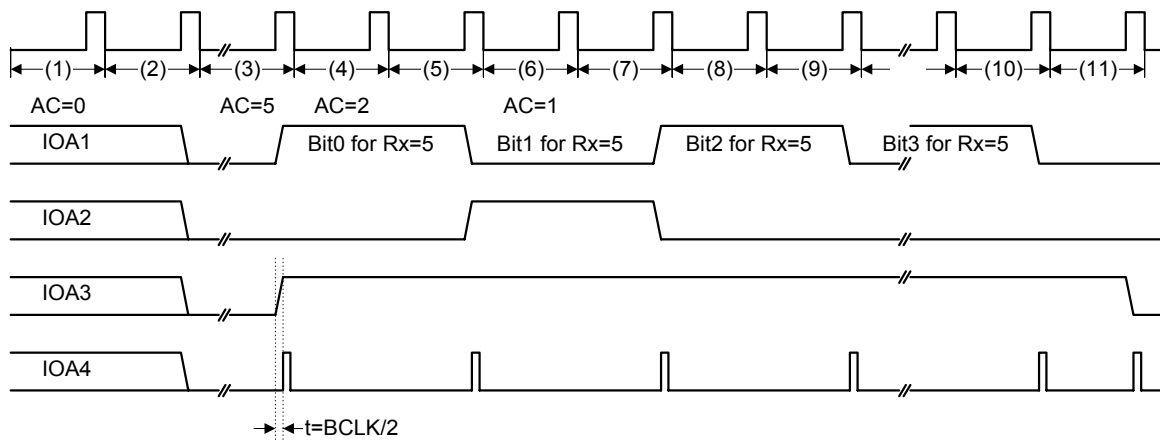 (1) (2) (3) (4) (5) (6) (7) (8) (9) (10) (11)
AC=0 AC=5 AC=2 AC=1
IOA1 Bit0 for Rx=5 Bit1 for Rx=5 Bit2 for Rx=5 Bit3 for Rx=5
IOA2
IOA3
IOA4
t=BCLK/2